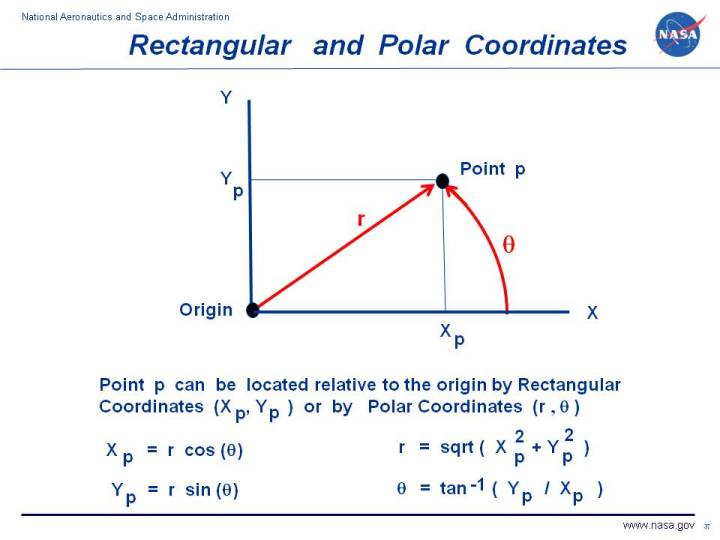 National Aeronautics and Space Administration
NASA
Rectangular and Polar Coordinates
Y
Point p
Yp
r
θ
Origin
X
Xp
Point p can be located relative to the origin by Rectangular
Coordinates (Xp, Yp ) or by Polar Coordinates (r , θ )
Xp = r cos (θ)
r = sqrt ( Xp² + Yp² )
Yp = r sin (θ)
θ = tan⁻¹ ( Yp / Xp )
www.nasa.gov 37